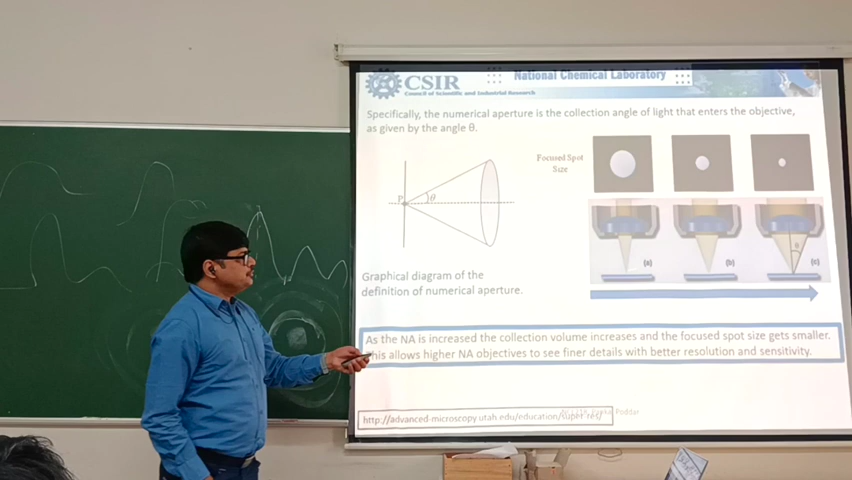 CSIR
National Chemical Laboratory
Council of Scientific and Industrial Research
Specifically, the numerical aperture is the collection angle of light that enters the objective,
as given by the angle θ.
Focused Spot
Size
P
θ
θ
(a)
(b)
(c)
Graphical diagram of the
definition of numerical aperture.
As the NA is increased the collection volume increases and the focused spot size gets smaller.
This allows higher NA objectives to see finer details with better resolution and sensitivity.
http://advanced-microscopy.utah.edu/education/super-res/
Poddar